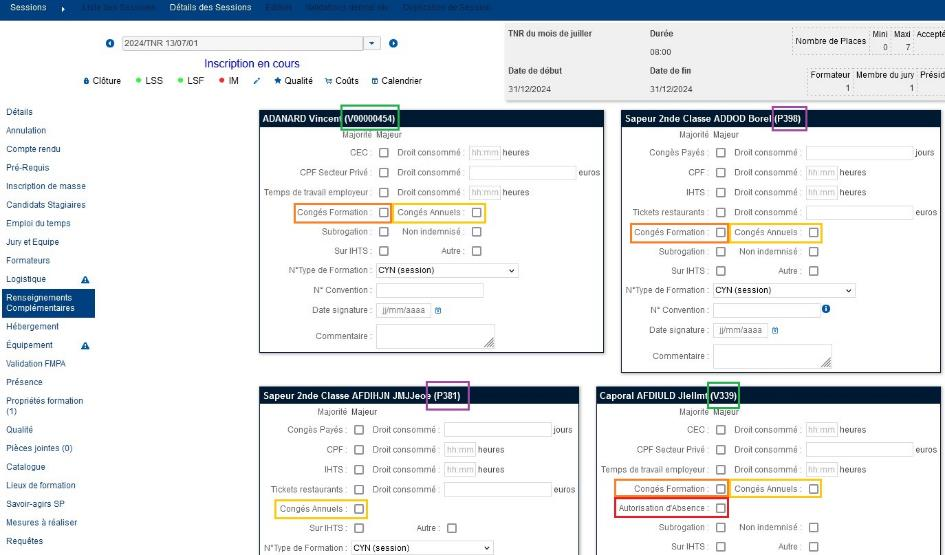 Sessions Liste des Sessions Détails des Sessions Edition Duplication de Session
2024/TNR 13/07/01
Inscription en cours
Clôture LSS LSF IM Qualité Coûts Calendrier
TNR du mois de juiller Durée
08:00
Date de début Date de fin
31/12/2024 31/12/2024
Nombre de Places Mini Maxi Accepté
0 7
Formateur Membre du jury Présid
1 1
Détails
Annulation
Compte rendu
Pré-Requis
Inscription de masse
Candidats Stagiaires
Emploi du temps
Jury et Equipe
Formateurs
Logistique
Renseignements
Complémentaires
Hébergement
Équipement
Validation FMPA
Présence
Propriétés formation
(1)
Qualité
Pièces jointes (0)
Catalogue
Lieux de formation
Savoir-agirs SP
Mesures à réaliser
Requêtes
ADANARD Vincent (V00000454)
Majorité Majeur
CEC : Droit consommé : hh:mm heures
CPF Secteur Privé : Droit consommé : euros
Temps de travail employeur : Droit consommé : hh:mm heures
Congés Formation : Congés Annuels :
Subrogation : Non indemnisé :
Sur IHTS : Autre :
N°Type de Formation : CYN (session)
N° Convention :
Date signature : jj/mm/aaaa
Commentaire :
Sapeur 2nde Classe ADDOD Borel (P398)
Majorité Majeur
Congès Payés : Droit consommé : jours
CPF : Droit consommé : hh:mm heures
IHTS : Droit consommé : hh:mm heures
Tickets restaurants : Droit consommé : euros
Congés Formation : Congés Annuels :
Subrogation : Non indemnisé :
Sur IHTS : Autre :
N°Type de Formation : CYN (session)
N° Convention :
Date signature : jj/mm/aaaa
Commentaire :
Sapeur 2nde Classe AFDIHJN JMJJeoe (P381)
Majorité Majeur
Congès Payés : Droit consommé : jours
CPF : Droit consommé : hh:mm heures
IHTS : Droit consommé : hh:mm heures
Tickets restaurants : Droit consommé : euros
Congés Annuels :
Sur IHTS : Autre :
N°Type de Formation : CYN (session)
Caporal AFDIULD JIelImt (V339)
Majorité Majeur
CEC : Droit consommé : hh:mm heures
CPF Secteur Privé : Droit consommé : euros
Temps de travail employeur : Droit consommé : hh:mm heures
Congés Formation : Congés Annuels :
Autorisation d'Absence :
Subrogation : Non indemnisé :
Sur IHTS : Autre :